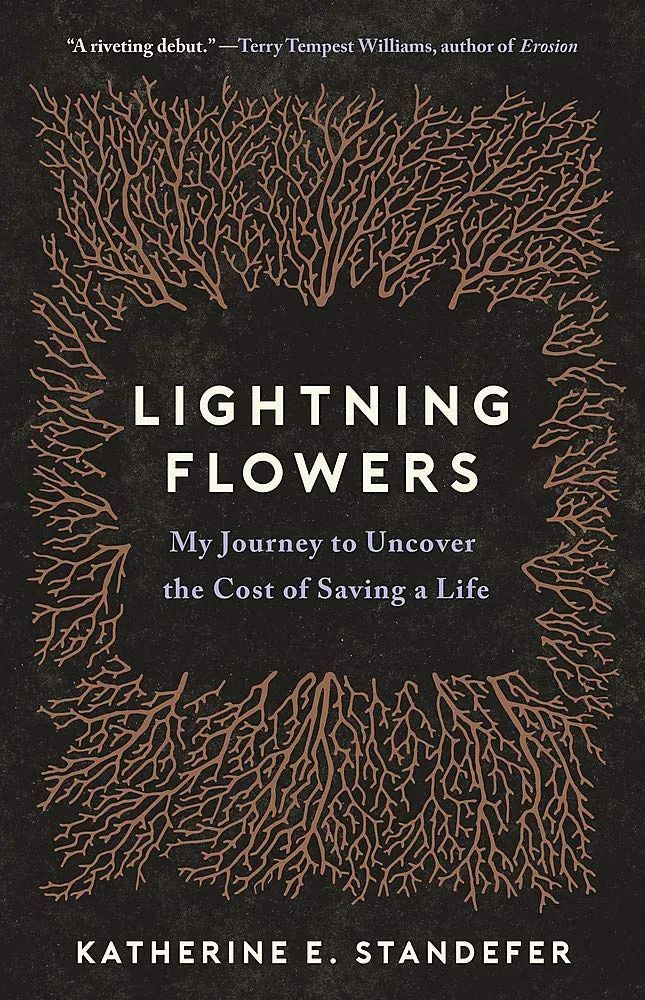 “A riveting debut.” —Terry Tempest Williams, author of Erosion
LIGHTNING
FLOWERS
My Journey to Uncover
the Cost of Saving a Life
KATHERINE E. STANDEFER